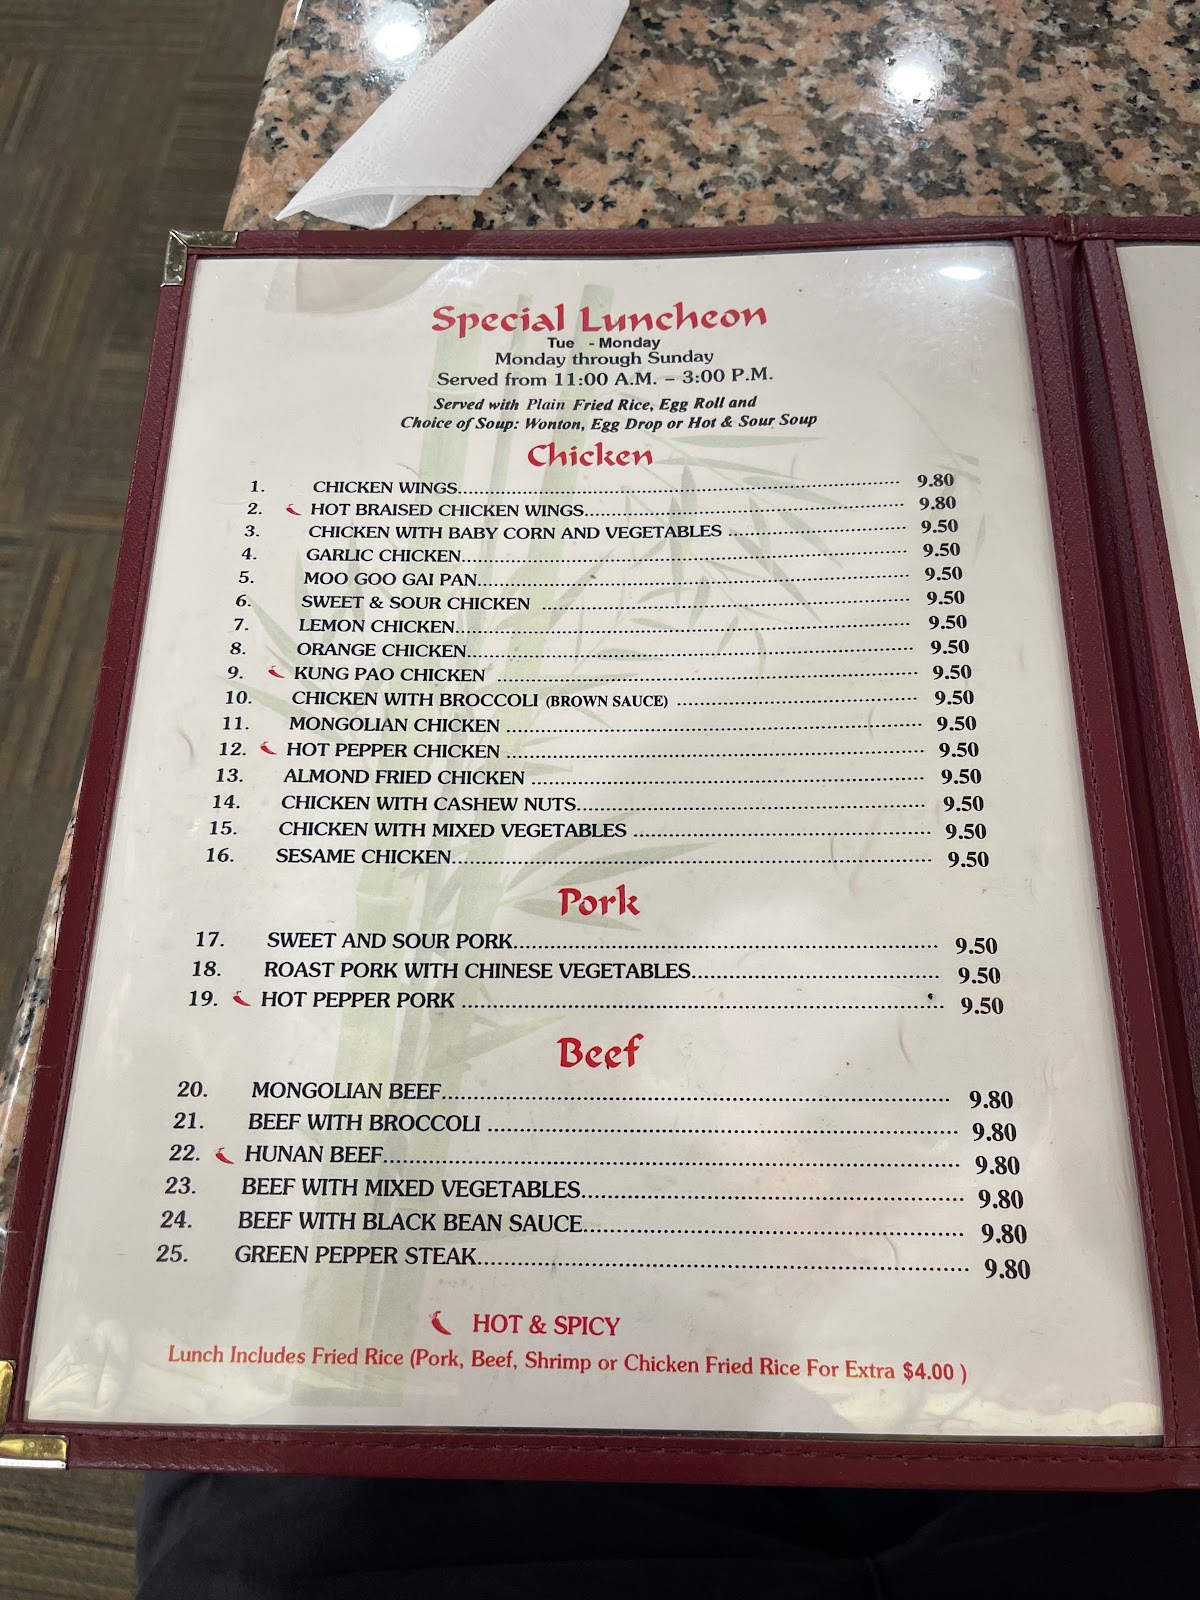 Special Luncheon
Tue - Monday
Monday through Sunday
Served from 11:00 A.M. – 3:00 P.M.
Served with Plain Fried Rice, Egg Roll and
Choice of Soup: Wonton, Egg Drop or Hot & Sour Soup
Chicken
1. CHICKEN WINGS 9.80
2. HOT BRAISED CHICKEN WINGS 9.80
3. CHICKEN WITH BABY CORN AND VEGETABLES 9.50
4. GARLIC CHICKEN 9.50
5. MOO GOO GAI PAN 9.50
6. SWEET & SOUR CHICKEN 9.50
7. LEMON CHICKEN 9.50
8. ORANGE CHICKEN 9.50
9. KUNG PAO CHICKEN 9.50
10. CHICKEN WITH BROCCOLI (BROWN SAUCE) 9.50
11. MONGOLIAN CHICKEN 9.50
12. HOT PEPPER CHICKEN 9.50
13. ALMOND FRIED CHICKEN 9.50
14. CHICKEN WITH CASHEW NUTS 9.50
15. CHICKEN WITH MIXED VEGETABLES 9.50
16. SESAME CHICKEN 9.50
Pork
17. SWEET AND SOUR PORK 9.50
18. ROAST PORK WITH CHINESE VEGETABLES 9.50
19. HOT PEPPER PORK 9.50
Beef
20. MONGOLIAN BEEF 9.80
21. BEEF WITH BROCCOLI 9.80
22. HUNAN BEEF 9.80
23. BEEF WITH MIXED VEGETABLES 9.80
24. BEEF WITH BLACK BEAN SAUCE 9.80
25. GREEN PEPPER STEAK 9.80
HOT & SPICY
Lunch Includes Fried Rice (Pork, Beef, Shrimp or Chicken Fried Rice For Extra $4.00 )